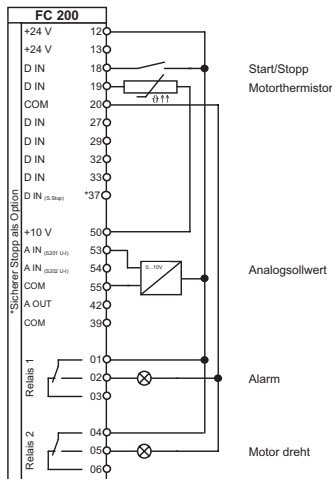 FC 200
+24 V 12
+24 V 13
D IN 18 Start/Stopp
D IN 19 Motorthermistor
ϑ↑↑
COM 20
D IN 27
D IN 29
D IN 32
D IN 33
D IN (S.Stop) *37
*Sicherer Stopp als Option
+10 V 50
A IN (S201 U-I) 53
0...10V
A IN (S202 U-I) 54 Analogsollwert
COM 55
A OUT 42
COM 39
Relais 1
01
02 Alarm
03
Relais 2
04
05 Motor dreht
06